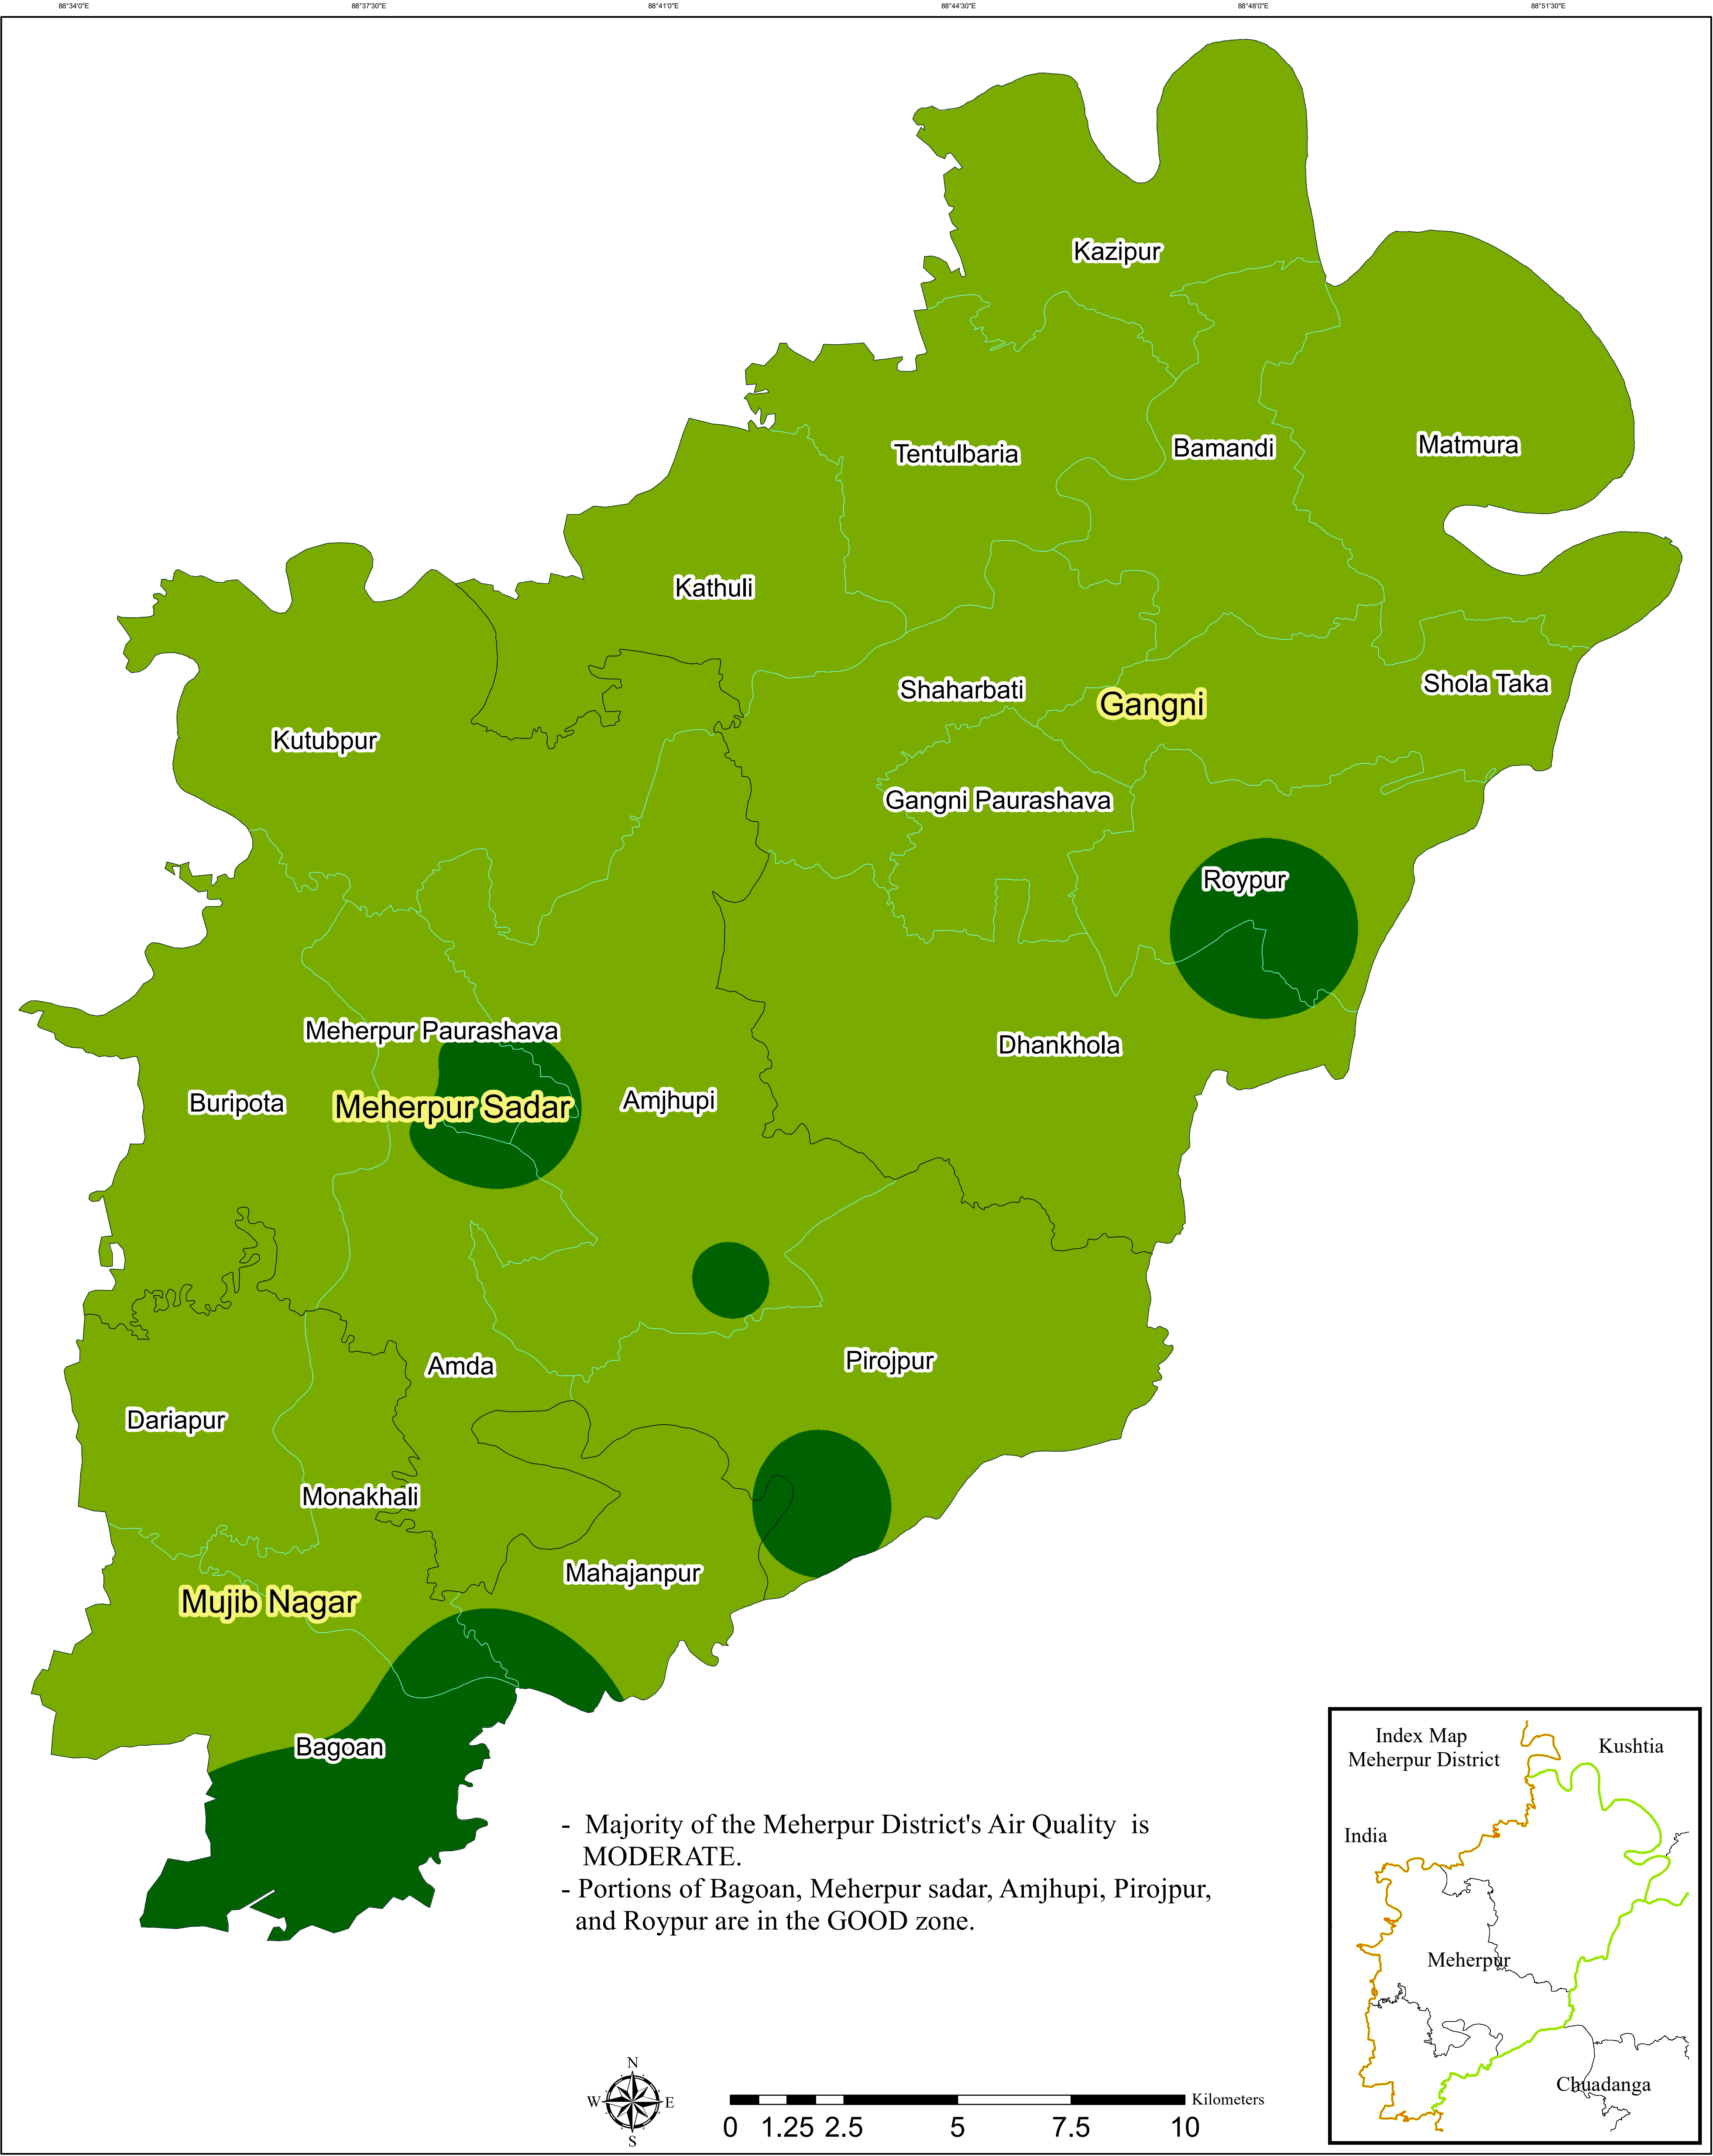 88°34'0"E
88°37'30"E
88°41'0"E
88°44'30"E
88°48'0"E
88°51'30"E
Kazipur
Tentulbaria
Bamandi
Matmura
Kathuli
Shaharbati
Gangni
Shola Taka
Kutubpur
Gangni Paurashava
Roypur
Meherpur Paurashava
Dhankhola
Buripota
Meherpur Sadar
Amjhupi
Amda
Pirojpur
Dariapur
Monakhali
Mahajanpur
Mujib Nagar
Bagoan
- Majority of the Meherpur District's Air Quality is
MODERATE.
- Portions of Bagoan, Meherpur sadar, Amjhupi, Pirojpur,
and Roypur are in the GOOD zone.
Index Map
Meherpur District
Kushtia
India
Meherpur
Chuadanga
N
W
E
S
Kilometers
0 1.25 2.5 5 7.5 10